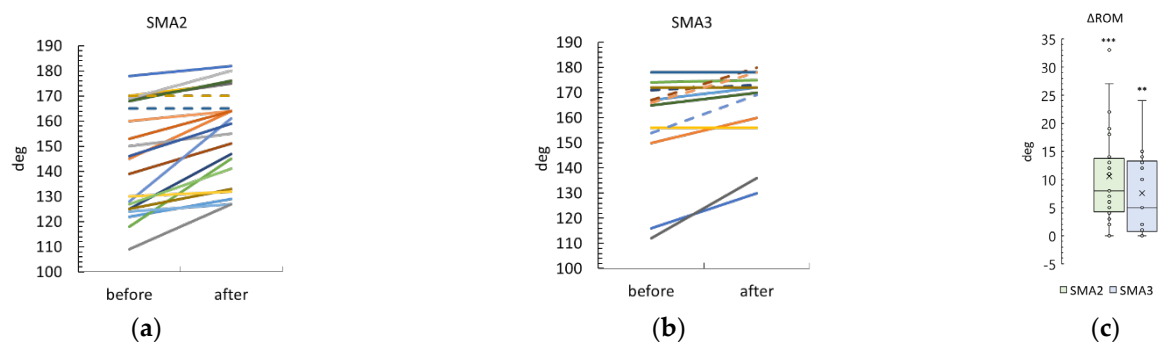 SMA2
190
180
170
160
150
140
130
120
110
100
deg
before after
(a)
SMA3
190
180
170
160
150
140
130
120
110
100
deg
before after
(b)
ΔROM
35
30
25
20
15
10
5
0
-5
deg
***
**
SMA2 SMA3
(c)